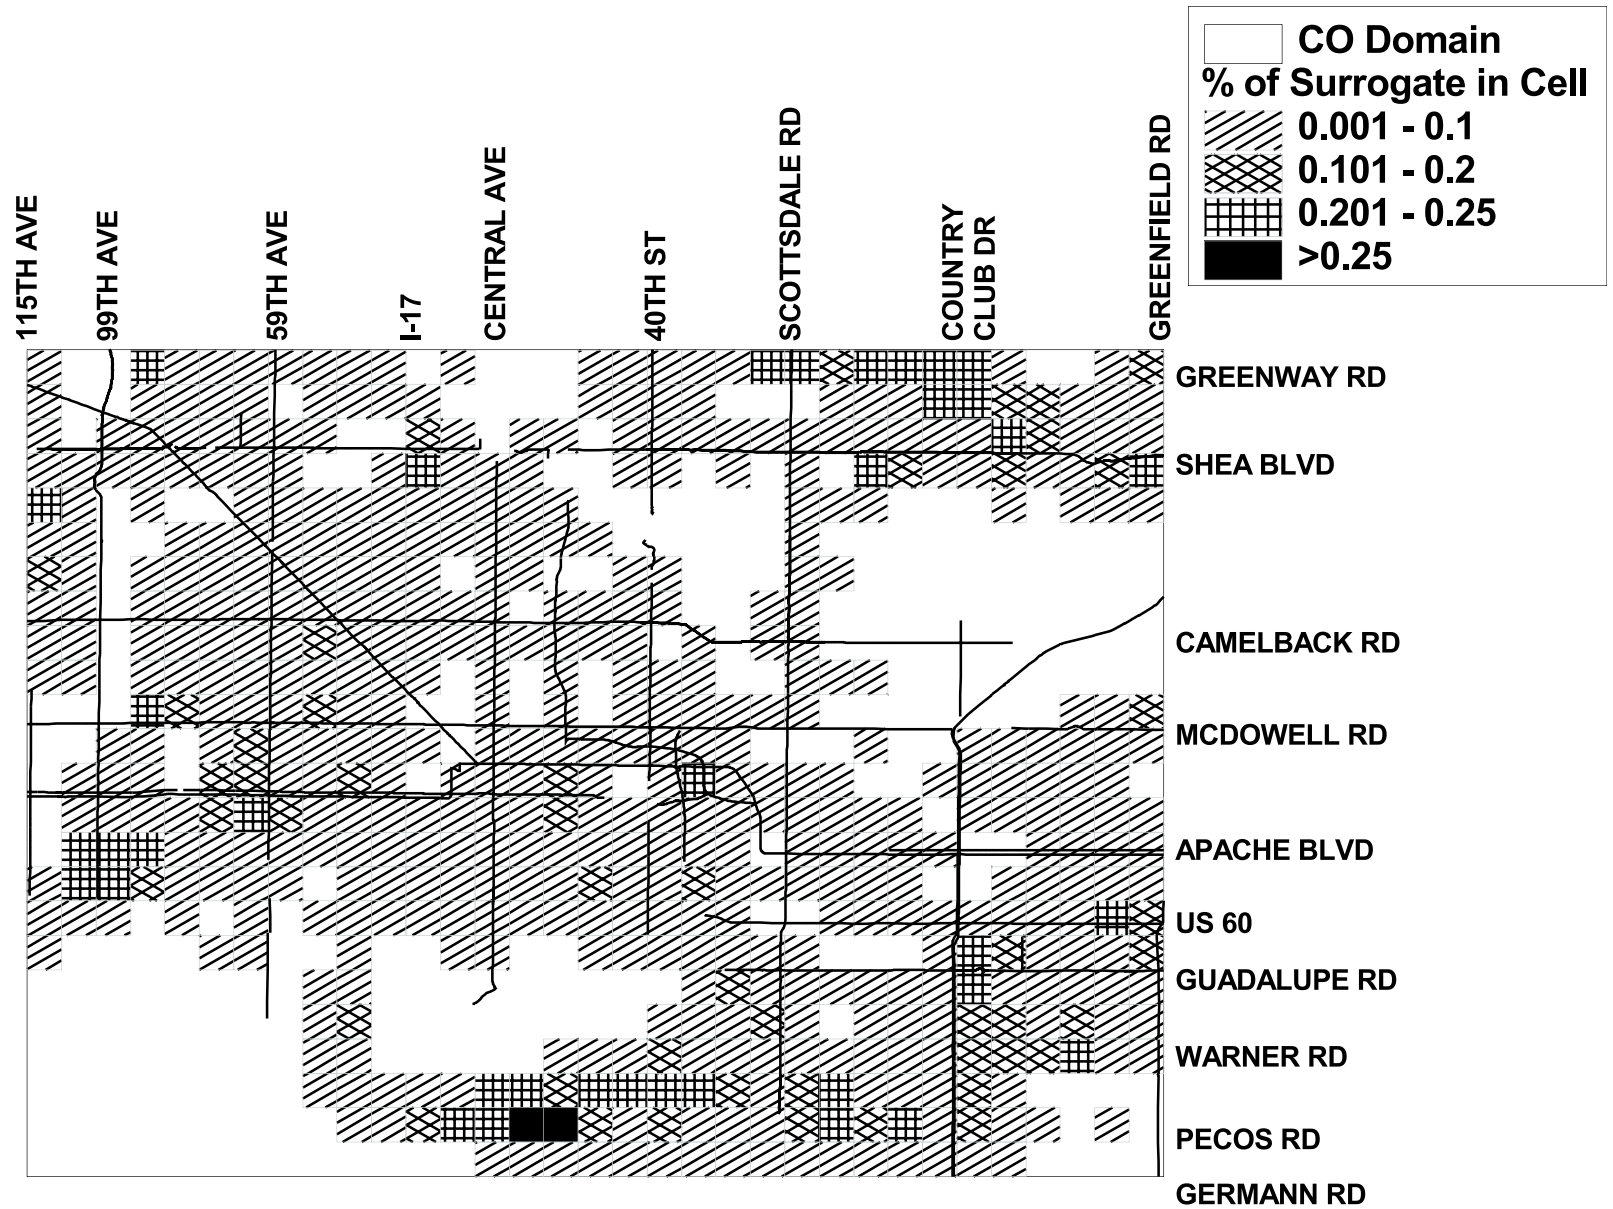 CO Domain
% of Surrogate in Cell
0.001 - 0.1
0.101 - 0.2
0.201 - 0.25
>0.25
115TH AVE
99TH AVE
59TH AVE
I-17
CENTRAL AVE
40TH ST
SCOTTSDALE RD
COUNTRY
CLUB DR
GREENFIELD RD
GREENWAY RD
SHEA BLVD
CAMELBACK RD
MCDOWELL RD
APACHE BLVD
US 60
GUADALUPE RD
WARNER RD
PECOS RD
GERMANN RD